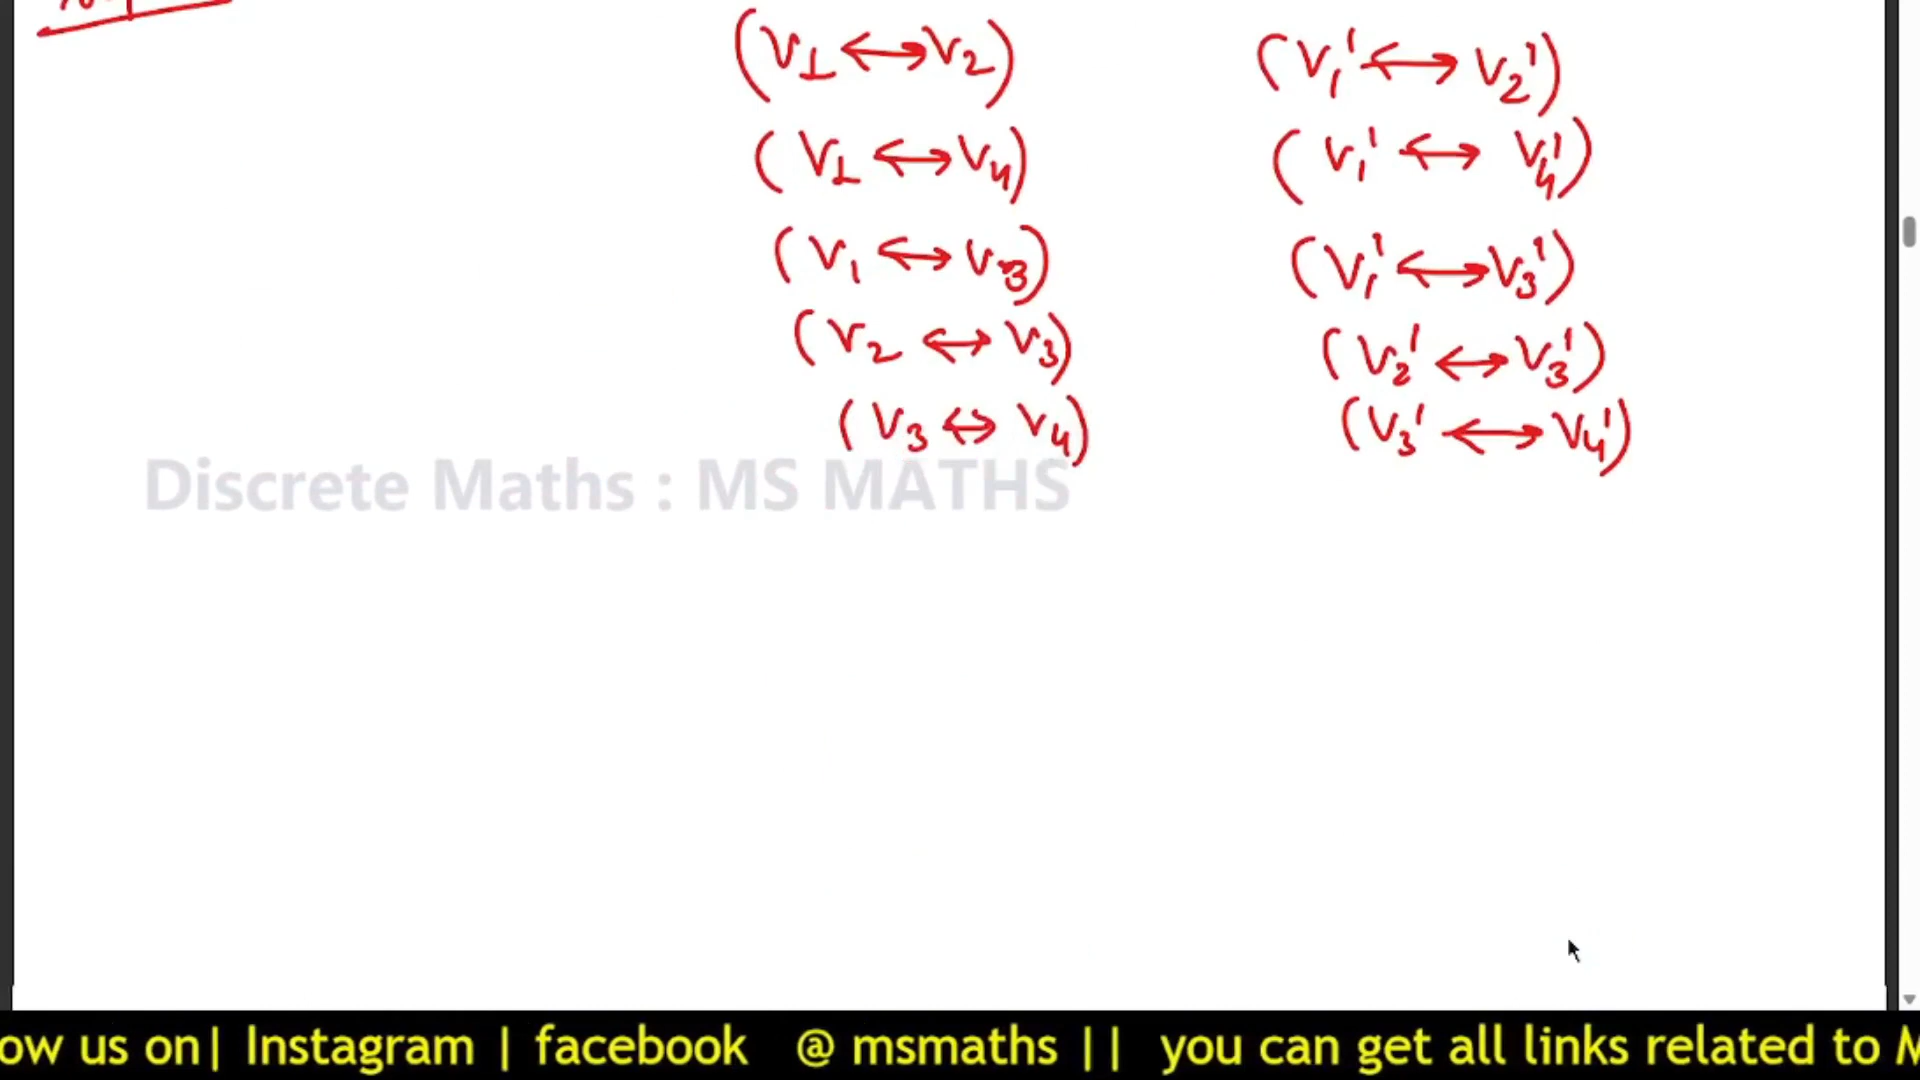 (V1 ↔ V2) (V1' ↔ V2')
(V1 ↔ V4) (V1' ↔ V4')
(V1 ↔ V3) (V1' ↔ V3')
(V2 ↔ V3) (V2' ↔ V3')
(V3 ↔ V4) (V3' ↔ V4')
Discrete Maths : MS MATHS
ow us on| Instagram | facebook @ msmaths || you can get all links related to M